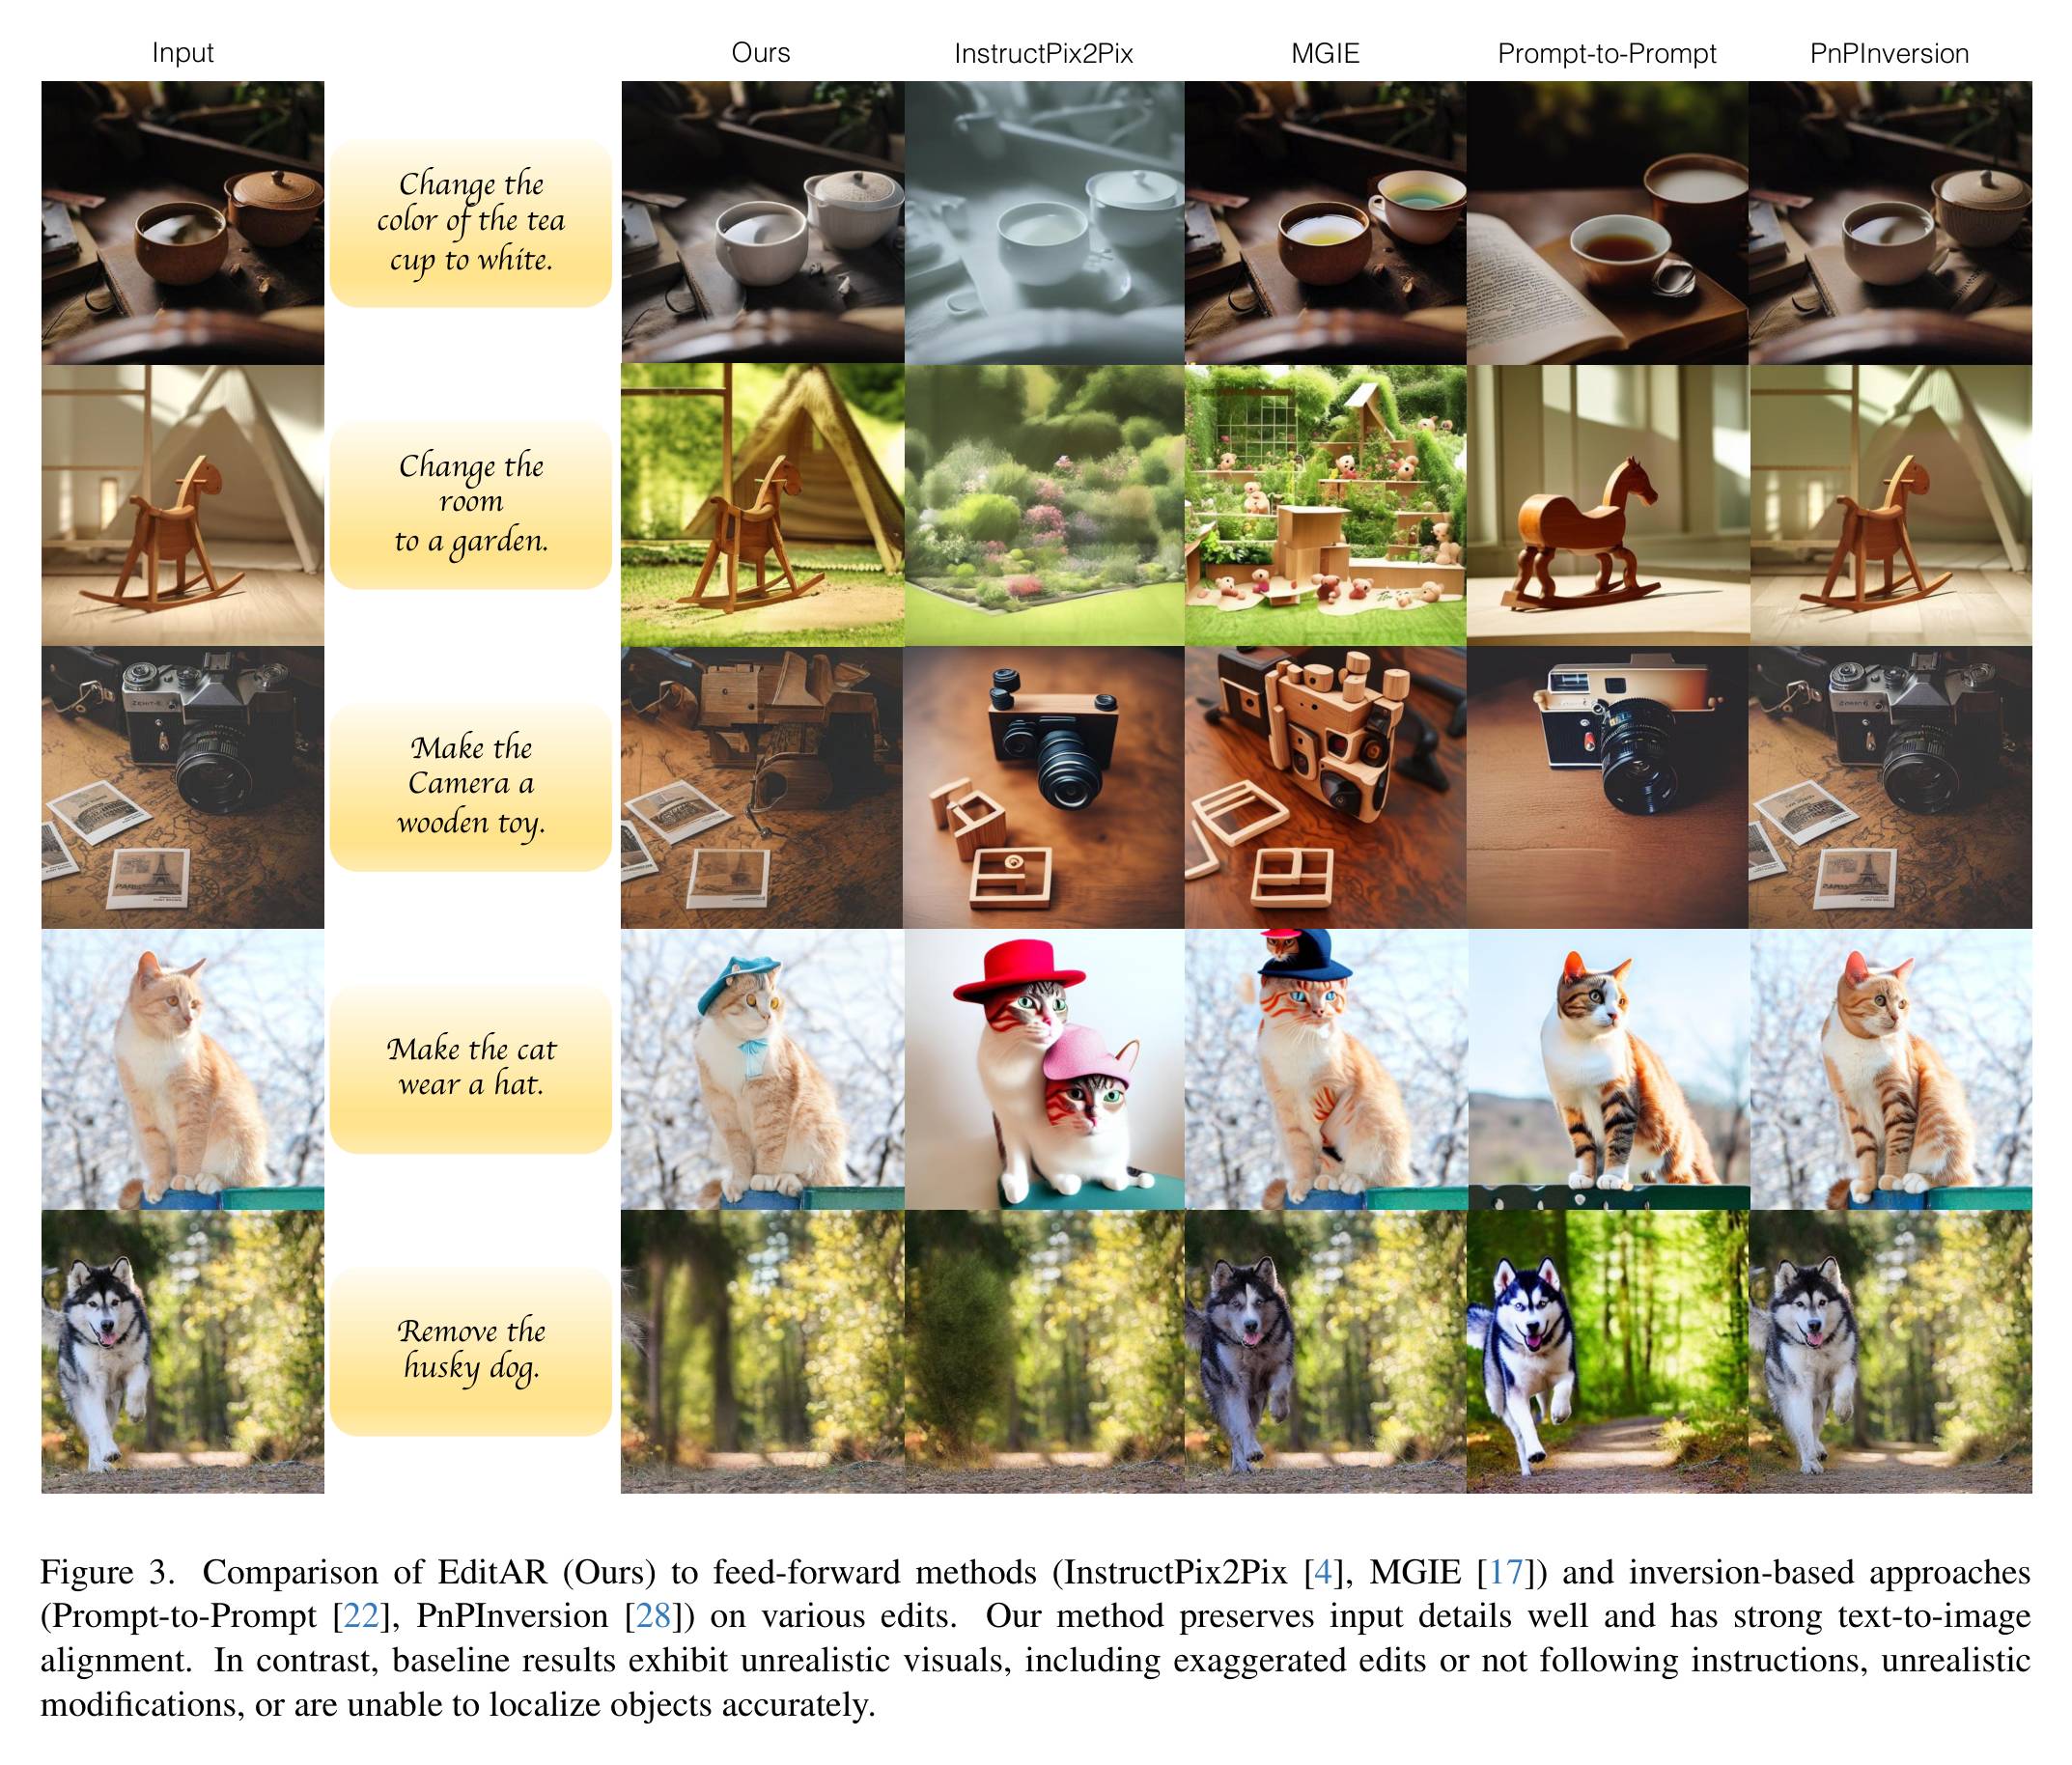 Input
Ours
InstructPix2Pix
MGIE
Prompt-to-Prompt
PnPInversion
Change the
color of the tea
cup to white.
Change the
room
to a garden.
Make the
Camera a
wooden toy.
Make the cat
wear a hat.
Remove the
husky dog.
Figure 3. Comparison of EditAR (Ours) to feed-forward methods (InstructPix2Pix [4], MGIE [17]) and inversion-based approaches
(Prompt-to-Prompt [22], PnPInversion [28]) on various edits. Our method preserves input details well and has strong text-to-image
alignment. In contrast, baseline results exhibit unrealistic visuals, including exaggerated edits or not following instructions, unrealistic
modifications, or are unable to localize objects accurately.